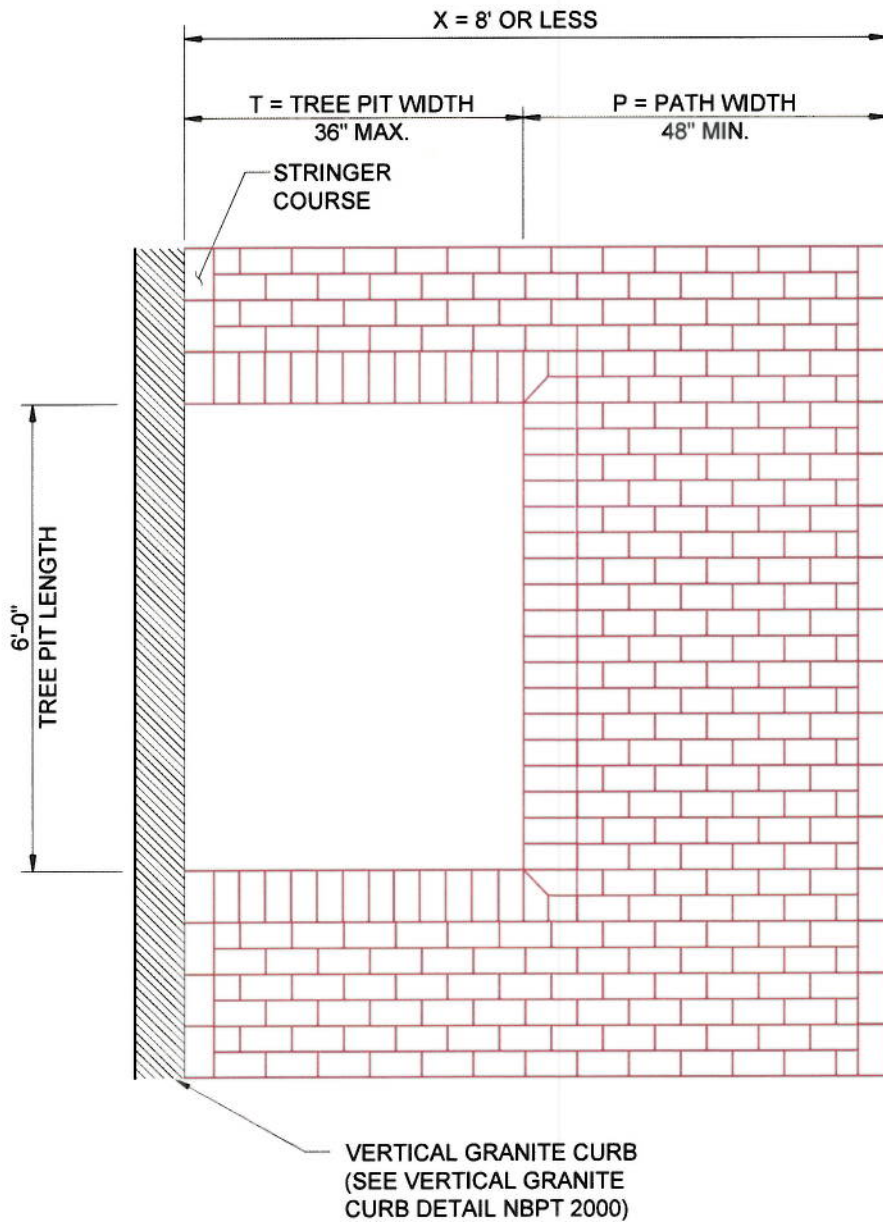 X = 8' OR LESS
T = TREE PIT WIDTH
36" MAX.
P = PATH WIDTH
48" MIN.
STRINGER
COURSE
6'-0"
TREE PIT LENGTH
VERTICAL GRANITE CURB
(SEE VERTICAL GRANITE
CURB DETAIL NBPT 2000)